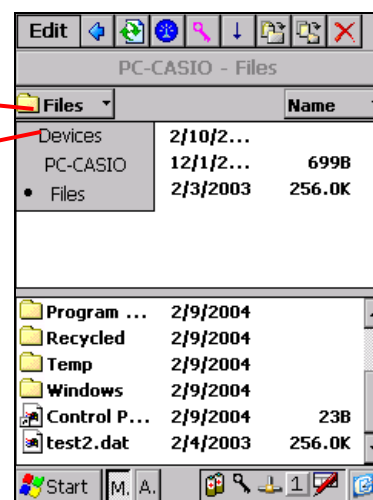 Edit
PC-CASIO - Files
Files Name
Devices 2/10/2...
PC-CASIO 12/1/2... 699B
• Files 2/3/2003 256.0K
Program ... 2/9/2004
Recycled 2/9/2004
Temp 2/9/2004
Windows 2/9/2004
Control P... 2/9/2004 23B
test2.dat 2/4/2003 256.0K
Start M. A. 1